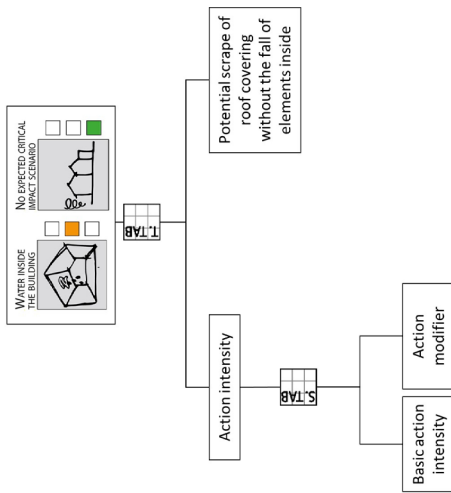 WATER INSIDE
THE BUILDING
NO EXPECTED CRITICAL
IMPACT SCENARIO
T. TAB
Action intensity
Potential scrape of
roof covering
without the fall of
elements inside
S. TAB
Basic action
intensity
Action
modifier